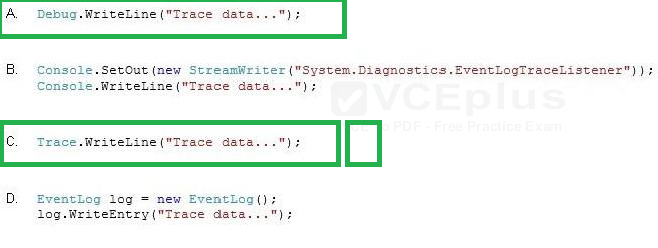 A. Debug.WriteLine("Trace data...");
B. Console.SetOut(new StreamWriter("System.Diagnostics.EventLogTraceListener"));
Console.WriteLine("Trace data...");
VCEplus
VCE To PDF - Free Practice Exam
C. Trace.WriteLine("Trace data...");
D. EventLog log = new EventLog();
log.WriteEntry("Trace data...");